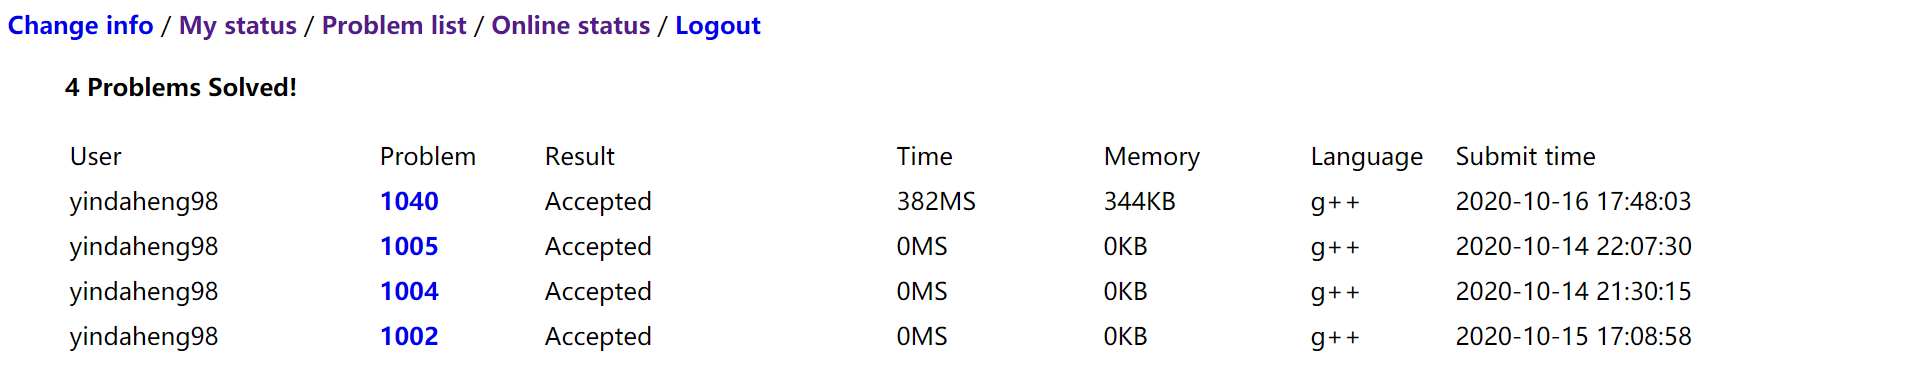 Change info / My status / Problem list / Online status / Logout
4 Problems Solved!
User Problem Result Time Memory Language Submit time
yindaheng98 1040 Accepted 382MS 344KB g++ 2020-10-16 17:48:03
yindaheng98 1005 Accepted 0MS 0KB g++ 2020-10-14 22:07:30
yindaheng98 1004 Accepted 0MS 0KB g++ 2020-10-14 21:30:15
yindaheng98 1002 Accepted 0MS 0KB g++ 2020-10-15 17:08:58